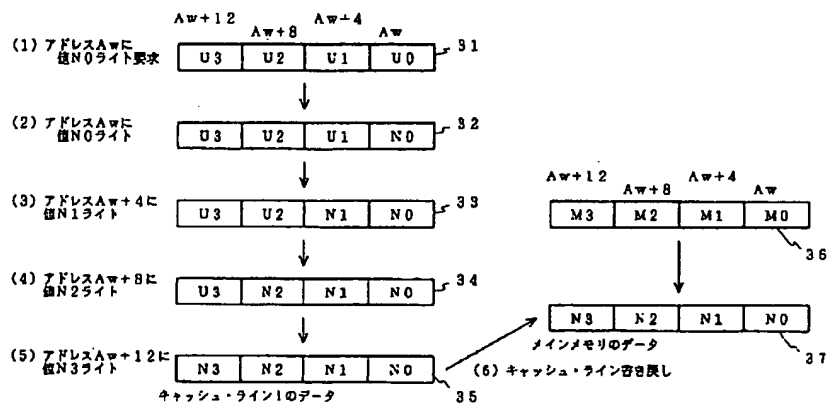 Aw+12 Aw+8 Aw+4 Aw
(1) アドレスAwに
値N0ライト要求
U3 U2 U1 U0 31
(2) アドレスAwに
値N0ライト
U3 U2 U1 N0 32
(3) アドレスAw+4に
値N1ライト
U3 U2 N1 N0 33
(4) アドレスAw+8に
値N2ライト
U3 N2 N1 N0 34
(5) アドレスAw+12に
値N3ライト
N3 N2 N1 N0 35
キャッシュ・ライン1のデータ
Aw+12 Aw+8 Aw+4 Aw
M3 M2 M1 M0 36
N3 N2 N1 N0 37
メインメモリのデータ
(6) キャッシュ・ライン書き戻し